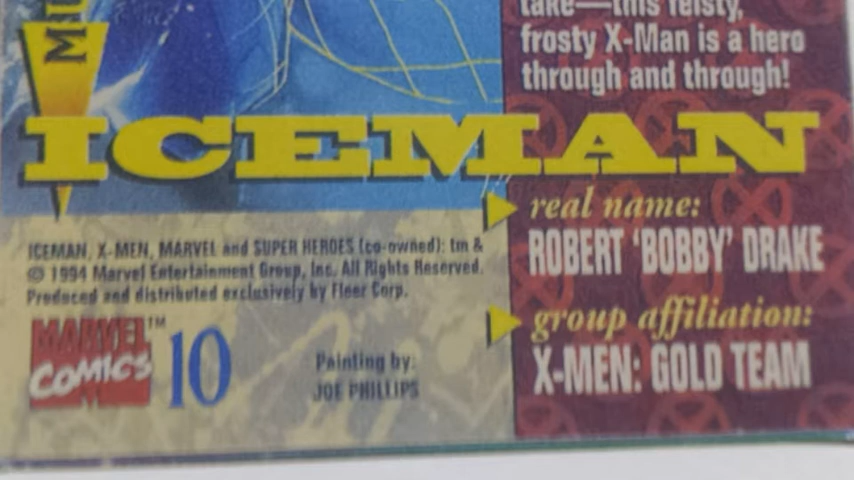 take—this feisty,
frosty X-Man is a hero
through and through!
ICEMAN
real name:
ROBERT 'BOBBY' DRAKE
group affiliation:
X-MEN: GOLD TEAM
ICEMAN, X-MEN, MARVEL and SUPER HEROES (co-owned): tm &
© 1994 Marvel Entertainment Group, Inc. All Rights Reserved.
Produced and distributed exclusively by Fleer Corp.
MARVEL™
COMICS
10
Painting by:
JOE PHILLIPS